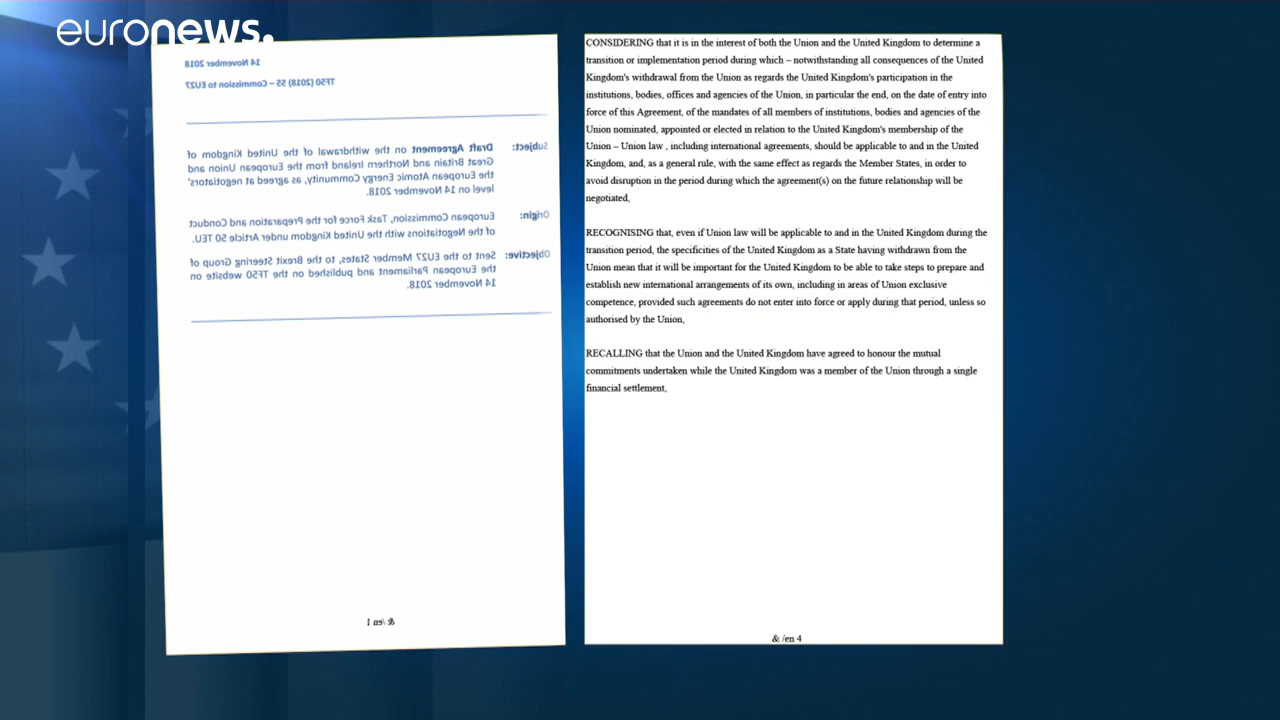 euronews.
14 November 2018
TF50 (2018) 55 – Commission to EU27
Subject: Draft Agreement on the withdrawal of the United Kingdom of
Great Britain and Northern Ireland from the European Union and
the European Atomic Energy Community, as agreed at negotiators'
level on 14 November 2018.
Origin: European Commission, Task Force for the Preparation and Conduct
of the Negotiations with the United Kingdom under Article 50 TEU.
Objective: Sent to the EU27 Member States, to the Brexit Steering Group of
the European Parliament and published on the TF50 website on
14 November 2018.
& /en 1
CONSIDERING that it is in the interest of both the Union and the United Kingdom to determine a
transition or implementation period during which – notwithstanding all consequences of the United
Kingdom's withdrawal from the Union as regards the United Kingdom's participation in the
institutions, bodies, offices and agencies of the Union, in particular the end, on the date of entry into
force of this Agreement, of the mandates of all members of institutions, bodies and agencies of the
Union nominated, appointed or elected in relation to the United Kingdom's membership of the
Union – Union law , including international agreements, should be applicable to and in the United
Kingdom, and, as a general rule, with the same effect as regards the Member States, in order to
avoid disruption in the period during which the agreement(s) on the future relationship will be
negotiated,
RECOGNISING that, even if Union law will be applicable to and in the United Kingdom during the
transition period, the specificities of the United Kingdom as a State having withdrawn from the
Union mean that it will be important for the United Kingdom to be able to take steps to prepare and
establish new international arrangements of its own, including in areas of Union exclusive
competence, provided such agreements do not enter into force or apply during that period, unless so
authorised by the Union,
RECALLING that the Union and the United Kingdom have agreed to honour the mutual
commitments undertaken while the United Kingdom was a member of the Union through a single
financial settlement,
& /en 4